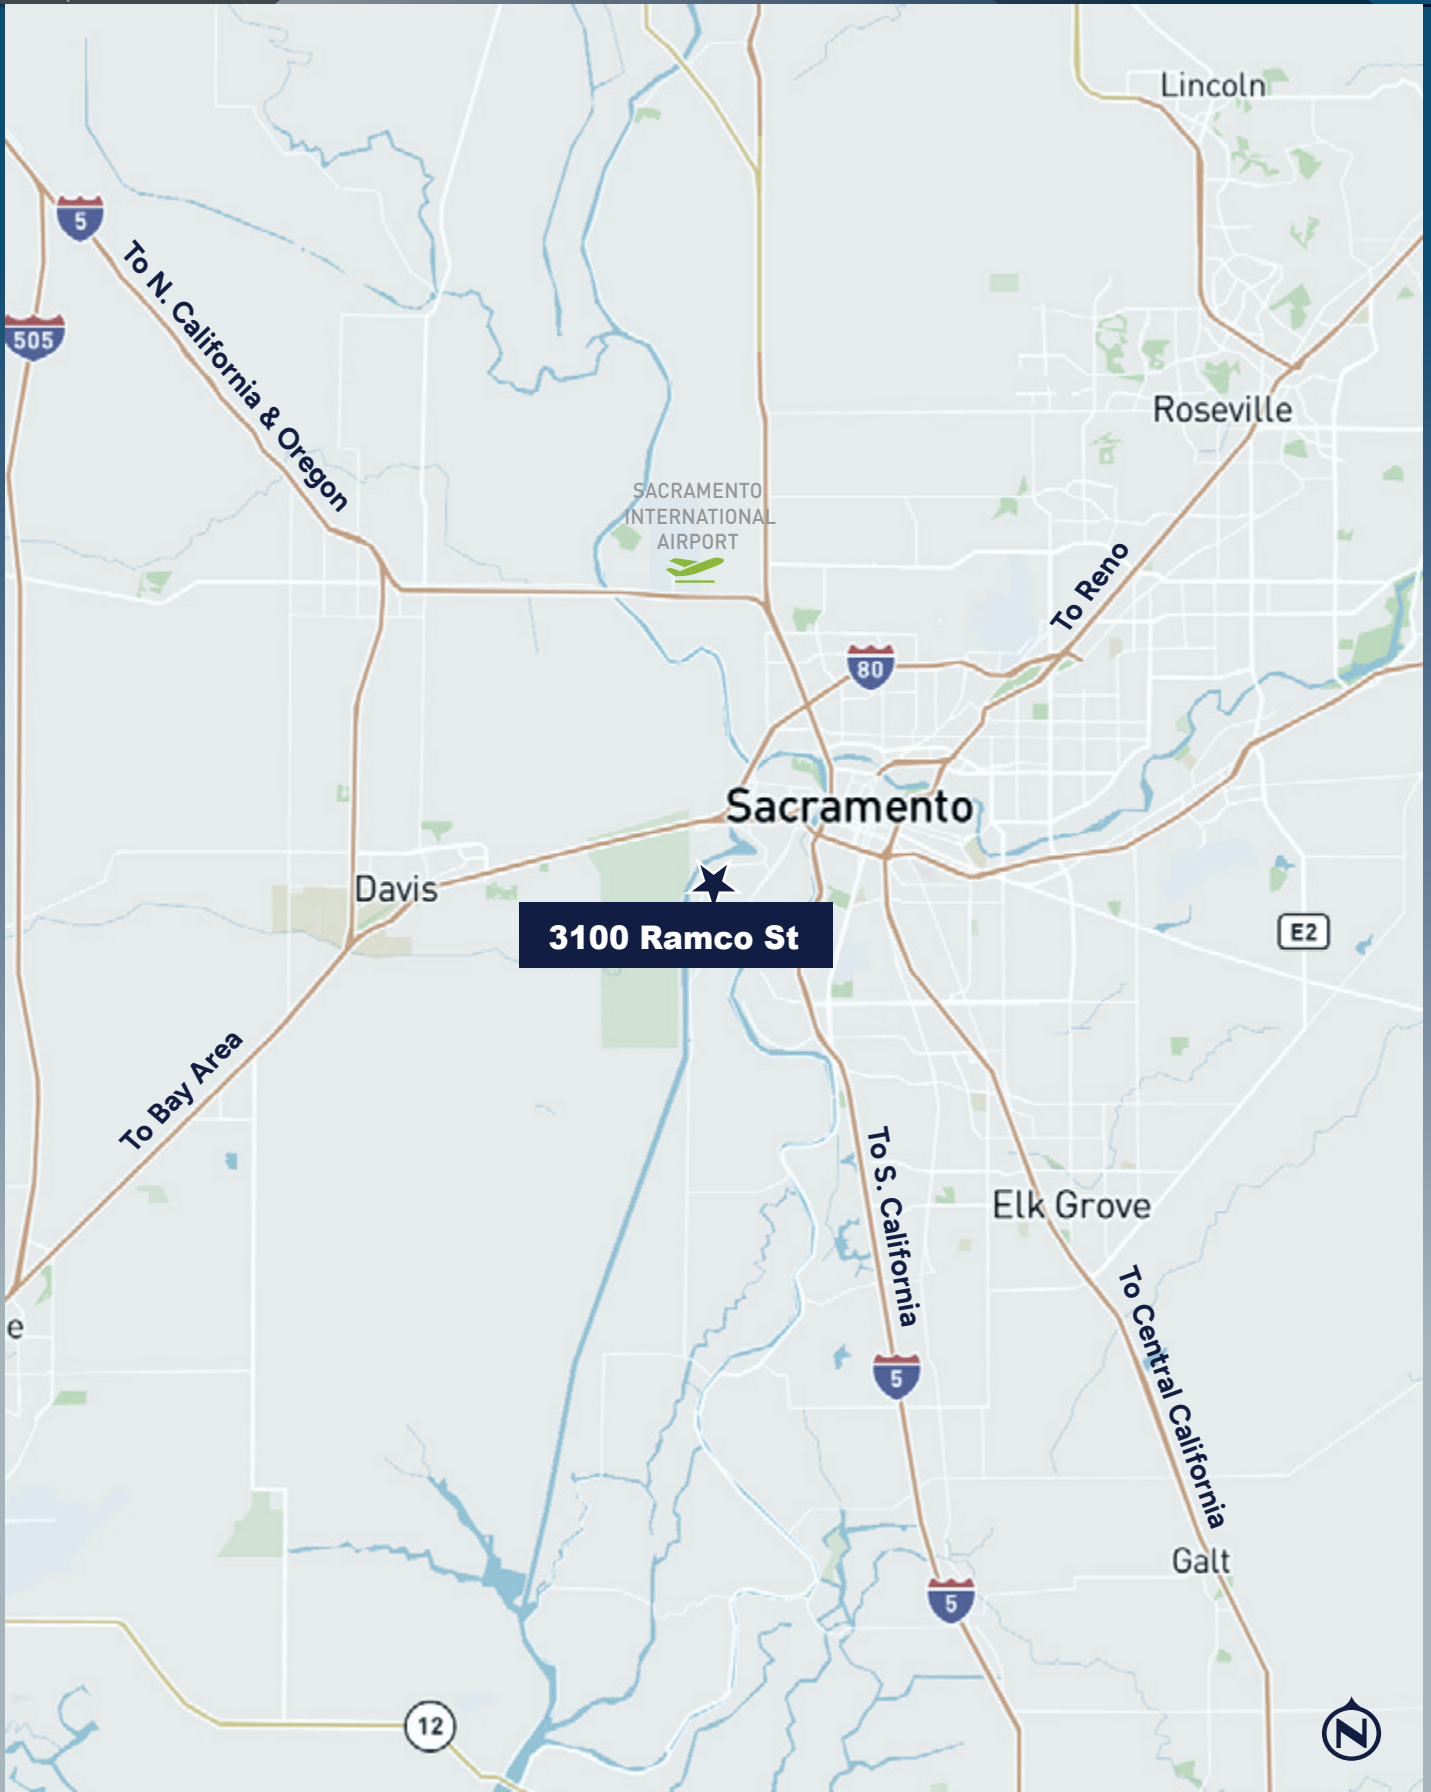 Lincoln
5
To N. California & Oregon
505
Roseville
SACRAMENTO
INTERNATIONAL
AIRPORT
To Reno
80
Sacramento
Davis
3100 Ramco St
E2
To Bay Area
To S. California
Elk Grove
To Central California
e
5
Galt
5
12
N